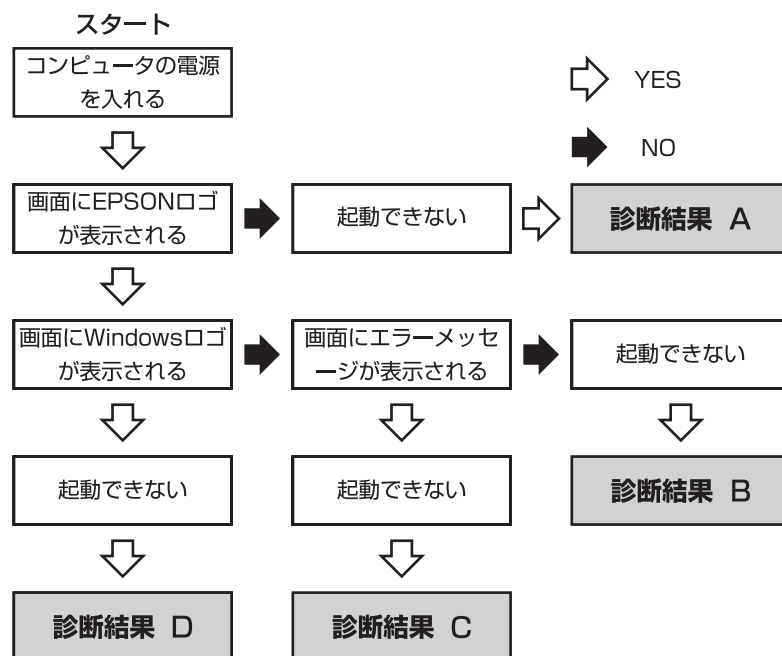 スタート
コンピュータの電源
を入れる
YES
NO
画面にEPSONロゴ
が表示される
起動できない
診断結果 A
画面にWindowsロゴ
が表示される
画面にエラーメッセ
ージが表示される
起動できない
起動できない
起動できない
診断結果 B
診断結果 D
診断結果 C